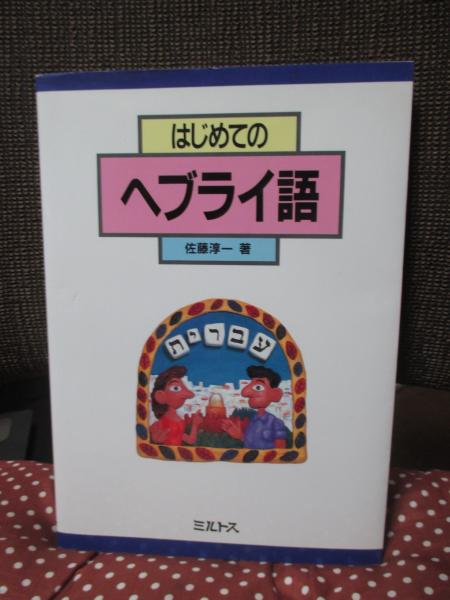 はじめての
ヘブライ語
佐藤淳一 著
עברית
ミルトス